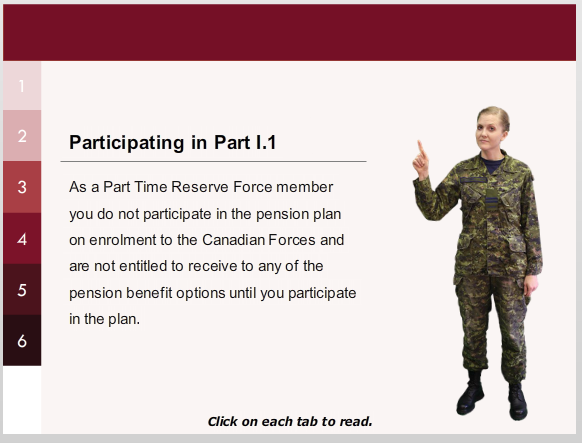 1
2
3
4
5
6
Participating in Part I.1
As a Part Time Reserve Force member
you do not participate in the pension plan
on enrolment to the Canadian Forces and
are not entitled to receive to any of the
pension benefit options until you participate
in the plan.
Click on each tab to read.